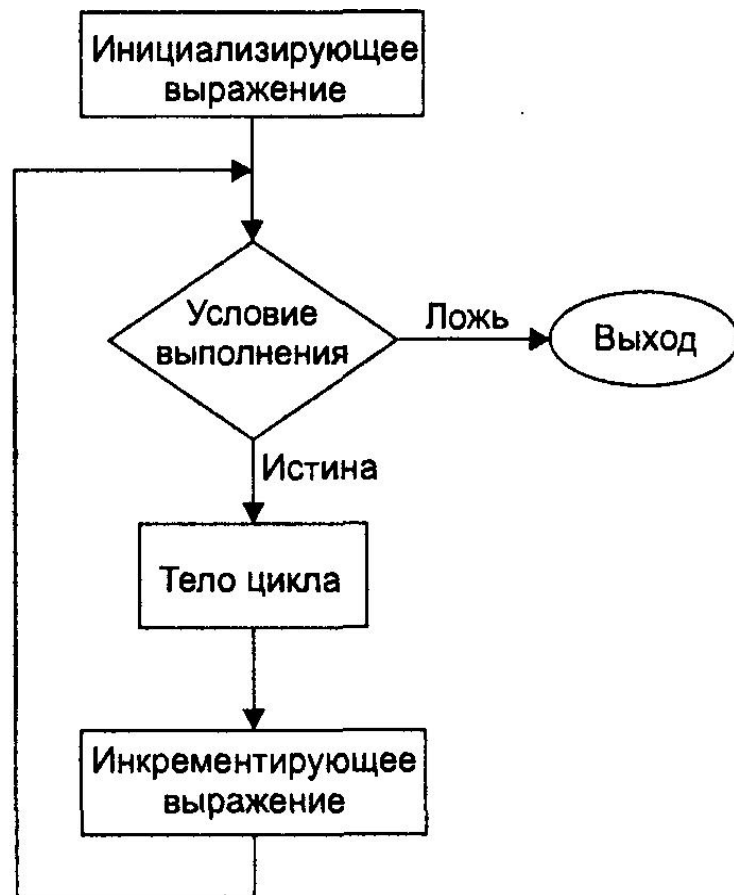 Инициализирующее
выражение
Условие
выполнения
Ложь
Выход
Истина
Тело цикла
Инкрементирующее
выражение